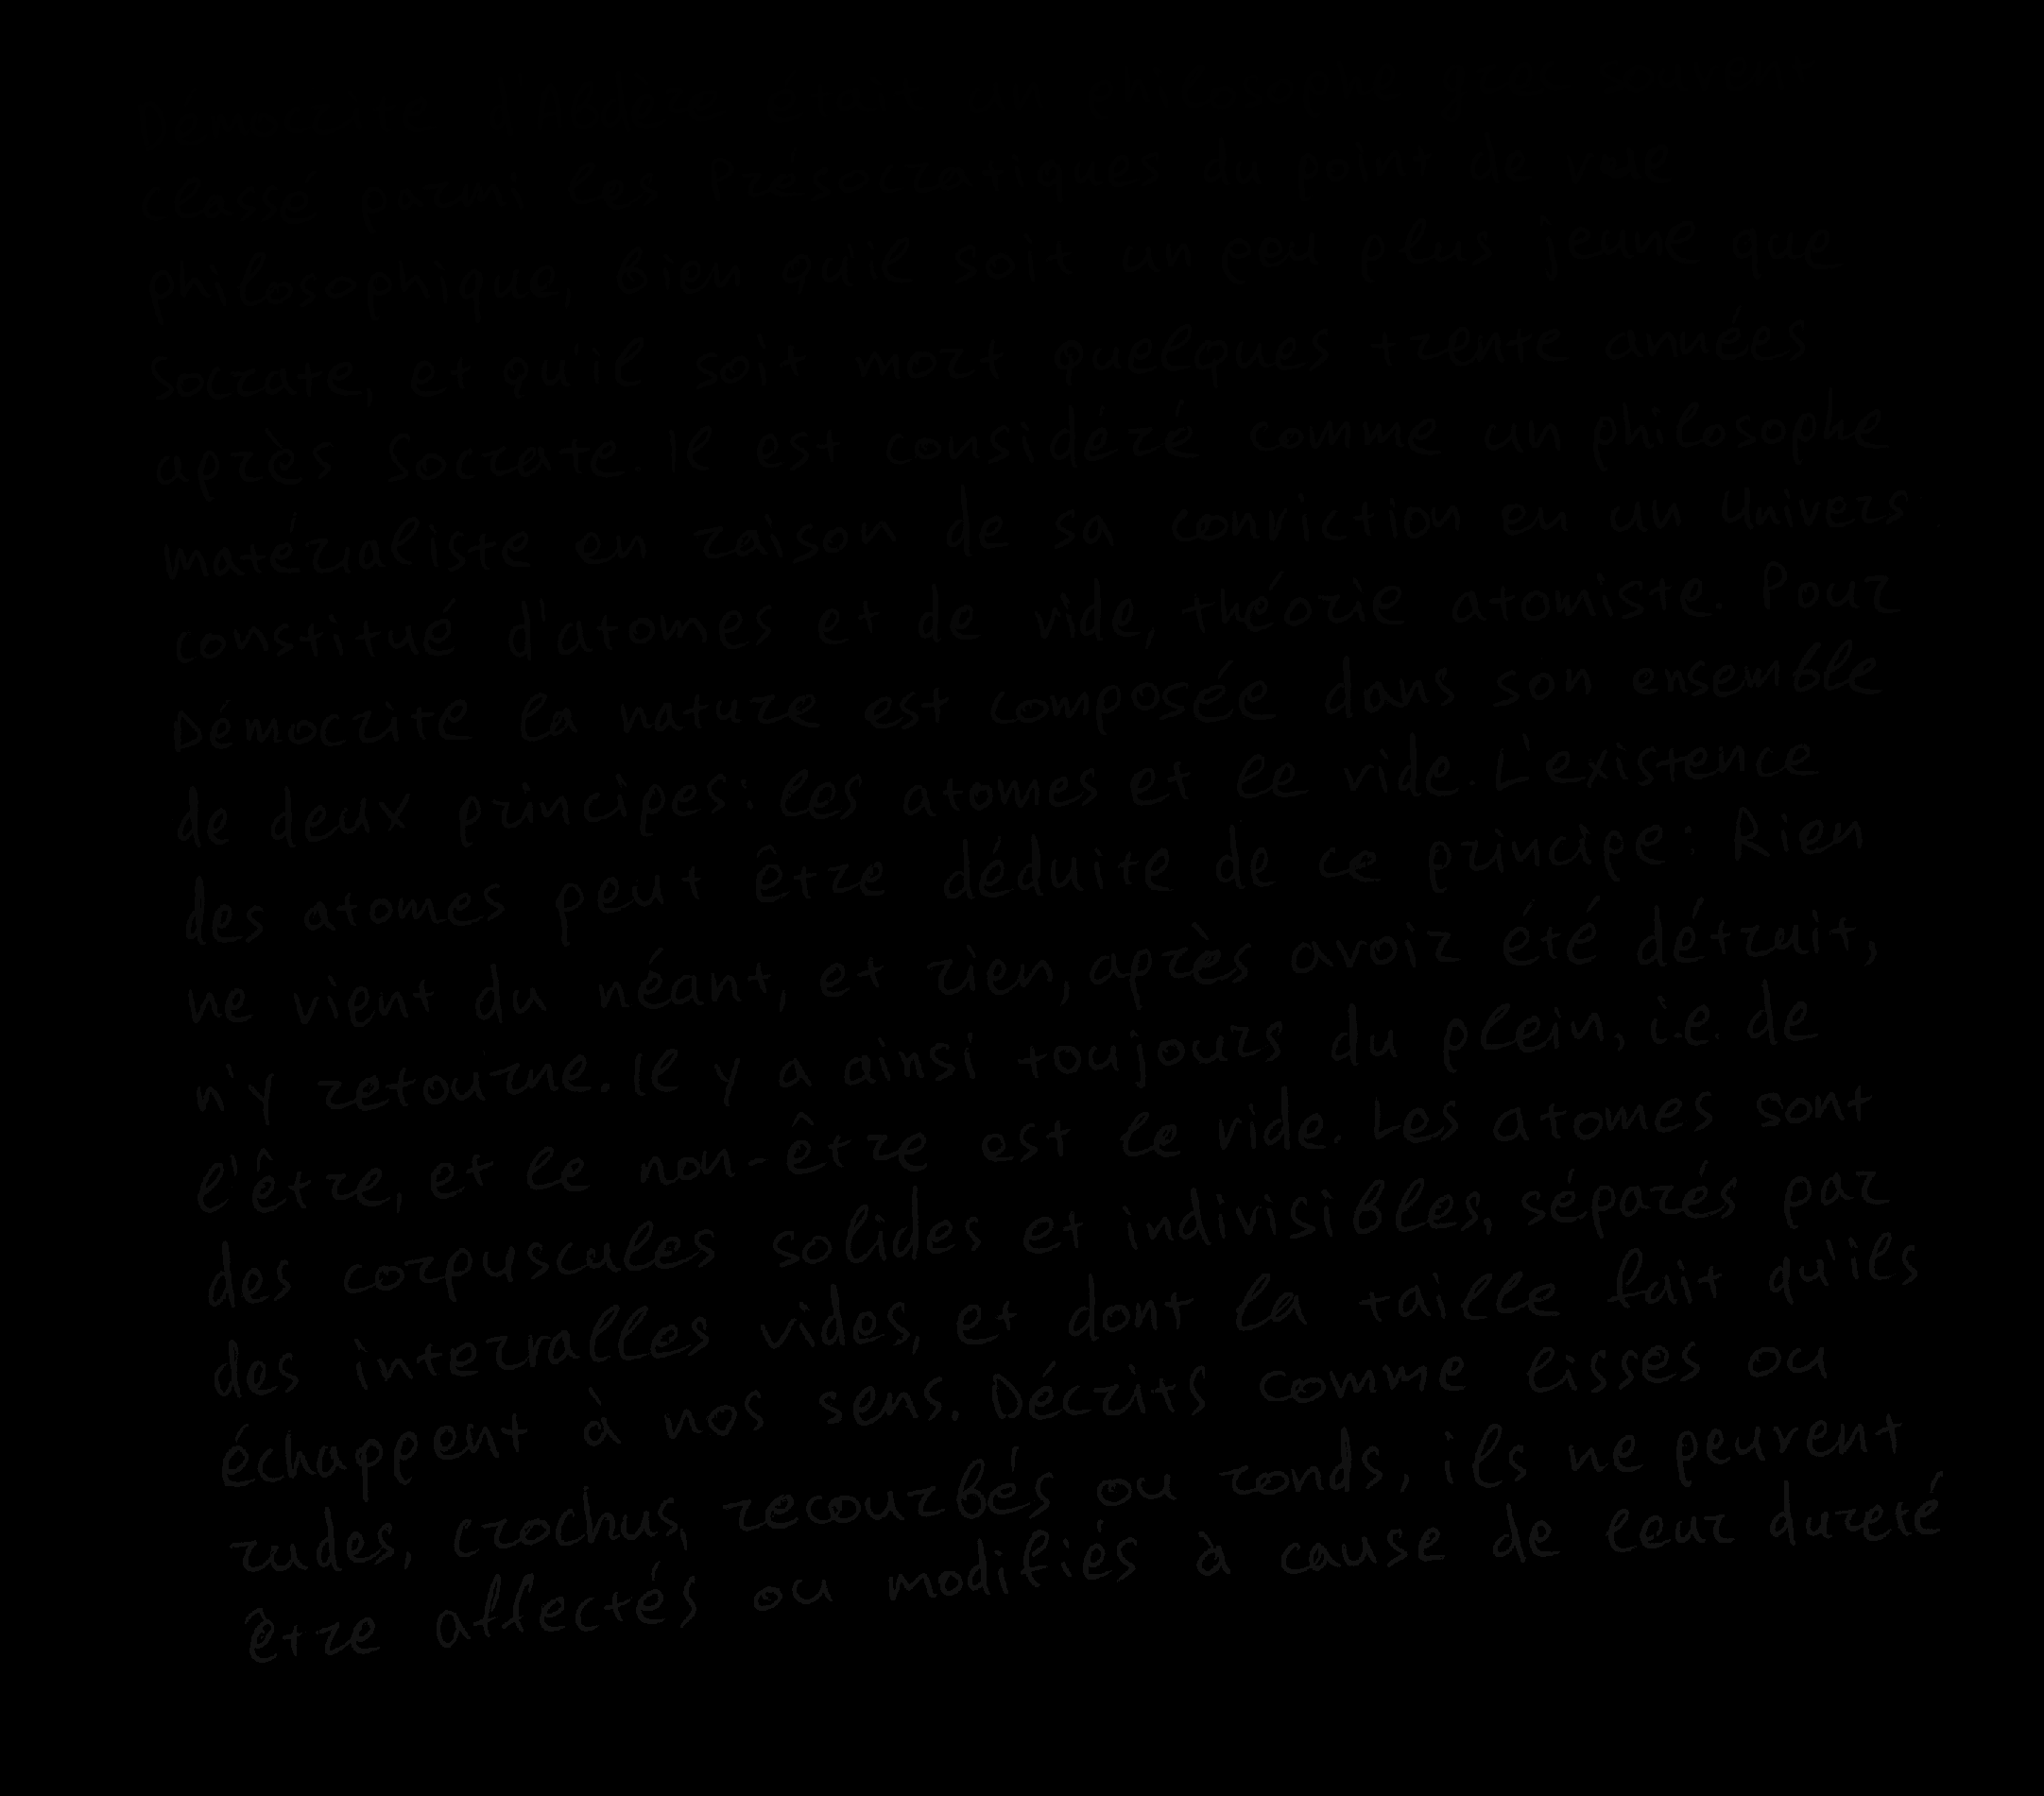 Démocrite d'Abdère était un philosophe grec
classé parmi les Présocratiques du point de vue
philosophique, bien qu'il soit un peu plus jeune que
Socrate, et qu'il soit mort quelques trente années
après Socrate. Il est considéré comme un philosophe
matérialiste en raison de sa conviction en un Univers
constitué d'atomes et de vide, théorie atomiste. Pour
Démocrite la nature est composée dans son ensemble
de deux principes: les atomes et le vide. L'existence
des atomes peut être déduite de ce principe: Rien
ne vient du néant, et rien, après avoir été détruit,
n'y retourne. Il y a ainsi toujours du plein, i.e. de
l'être, et le non-être est le vide. Les atomes sont
des corpuscules solides et indivisibles, séparés par
des intervalles vides, et dont la taille fait qu'ils
échappent à nos sens. Décrits comme lisses ou
rudes, crochus, recourbés ou ronds, ils ne peuvent
être affectés ou modifiés à cause de leur dureté